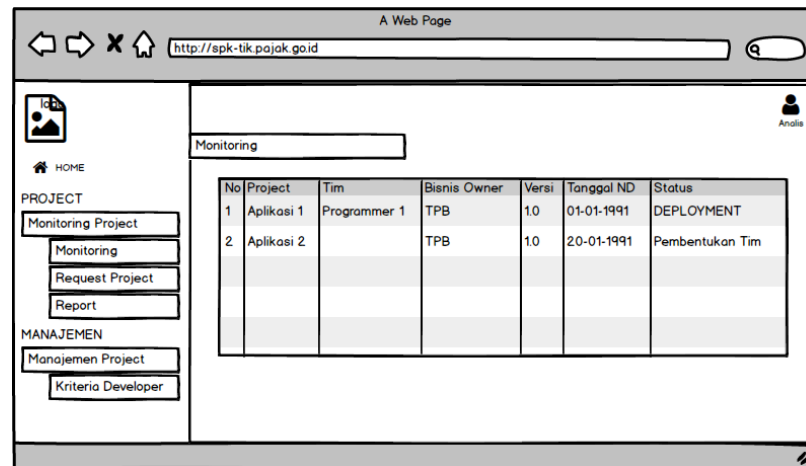 A Web Page
http://spk-tik.pajak.go.id
logo
Analis
HOME
Monitoring
PROJECT
Monitoring Project
Monitoring
Request Project
Report
MANAJEMEN
Manajemen Project
Kriteria Developer
No Project Tim Bisnis Owner Versi Tanggal ND Status
1 Aplikasi 1 Programmer 1 TPB 1.0 01-01-1991 DEPLOYMENT
2 Aplikasi 2 TPB 1.0 20-01-1991 Pembentukan Tim